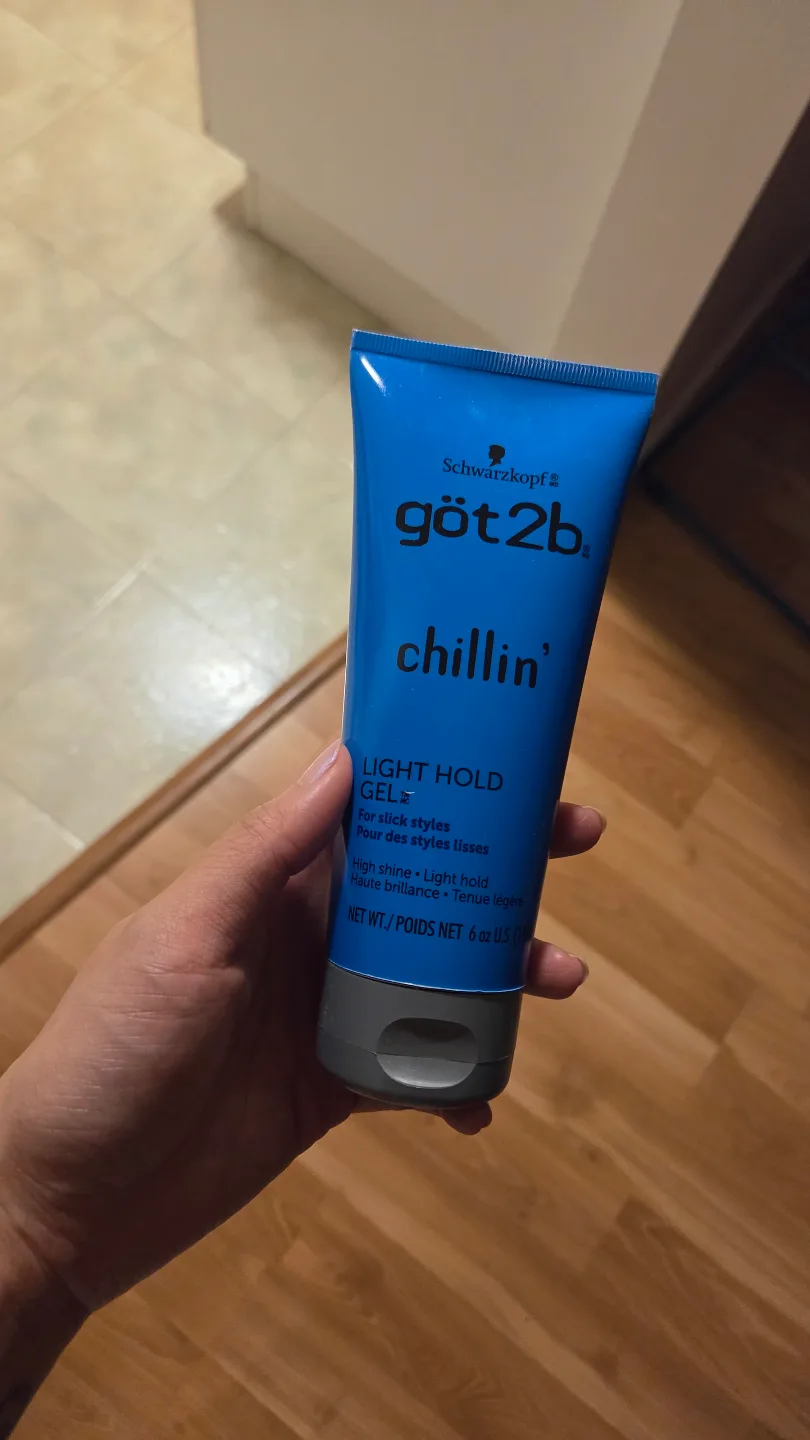 Schwarzkopf®
göt2b
chillin'
LIGHT HOLD
GEL
For slick styles
Pour des styles lisses
High shine • Light hold
Haute brillance • Tenue légère
NET WT./ POIDS NET 6 oz U.S.